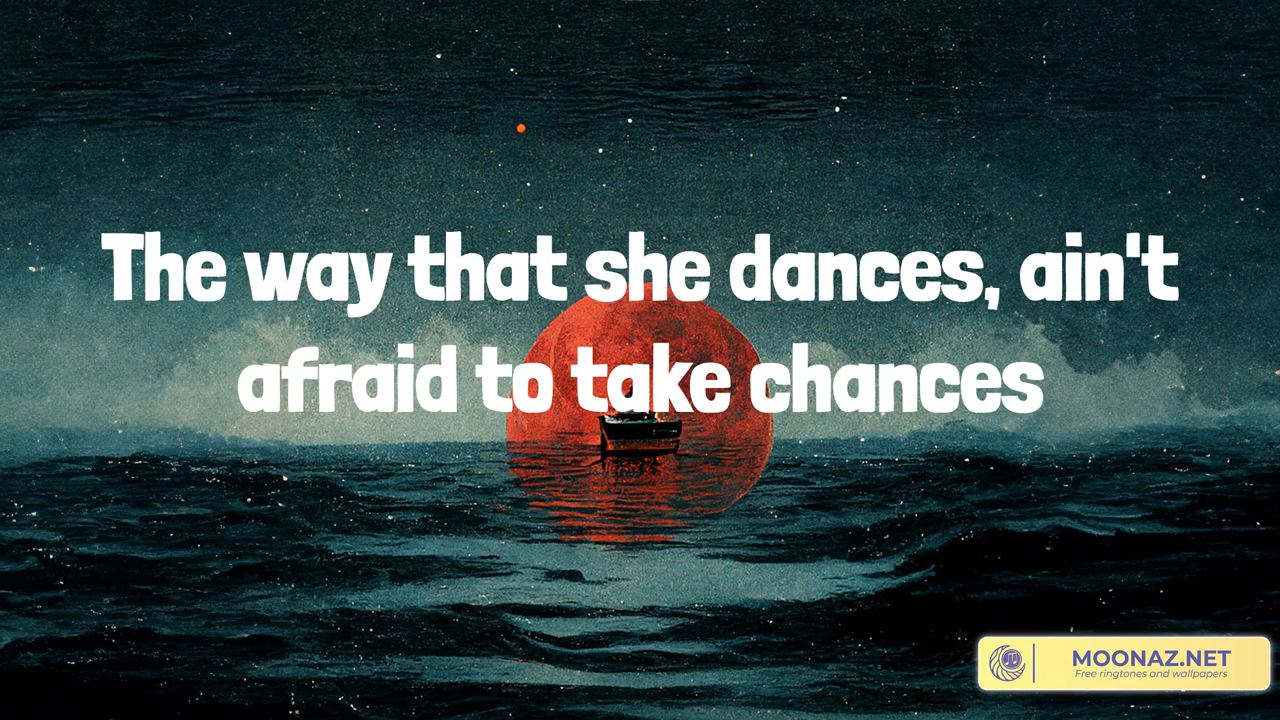 The way that she dances, ain't
afraid to take chances
MOONAZ.NET
Free ringtones and wallpapers